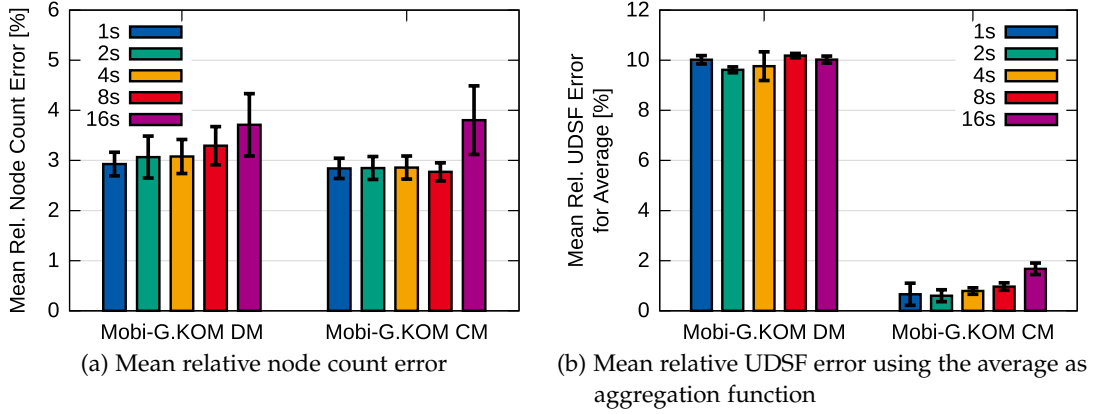 Mean Rel. Node Count Error [%]
6
5
4
3
2
1
0
1s
2s
4s
8s
16s
Mobi-G.KOM DM
Mobi-G.KOM CM
(a) Mean relative node count error
Mean Rel. UDSF Error
for Average [%]
12
10
8
6
4
2
0
1s
2s
4s
8s
16s
Mobi-G.KOM DM
Mobi-G.KOM CM
(b) Mean relative UDSF error using the average as
aggregation function